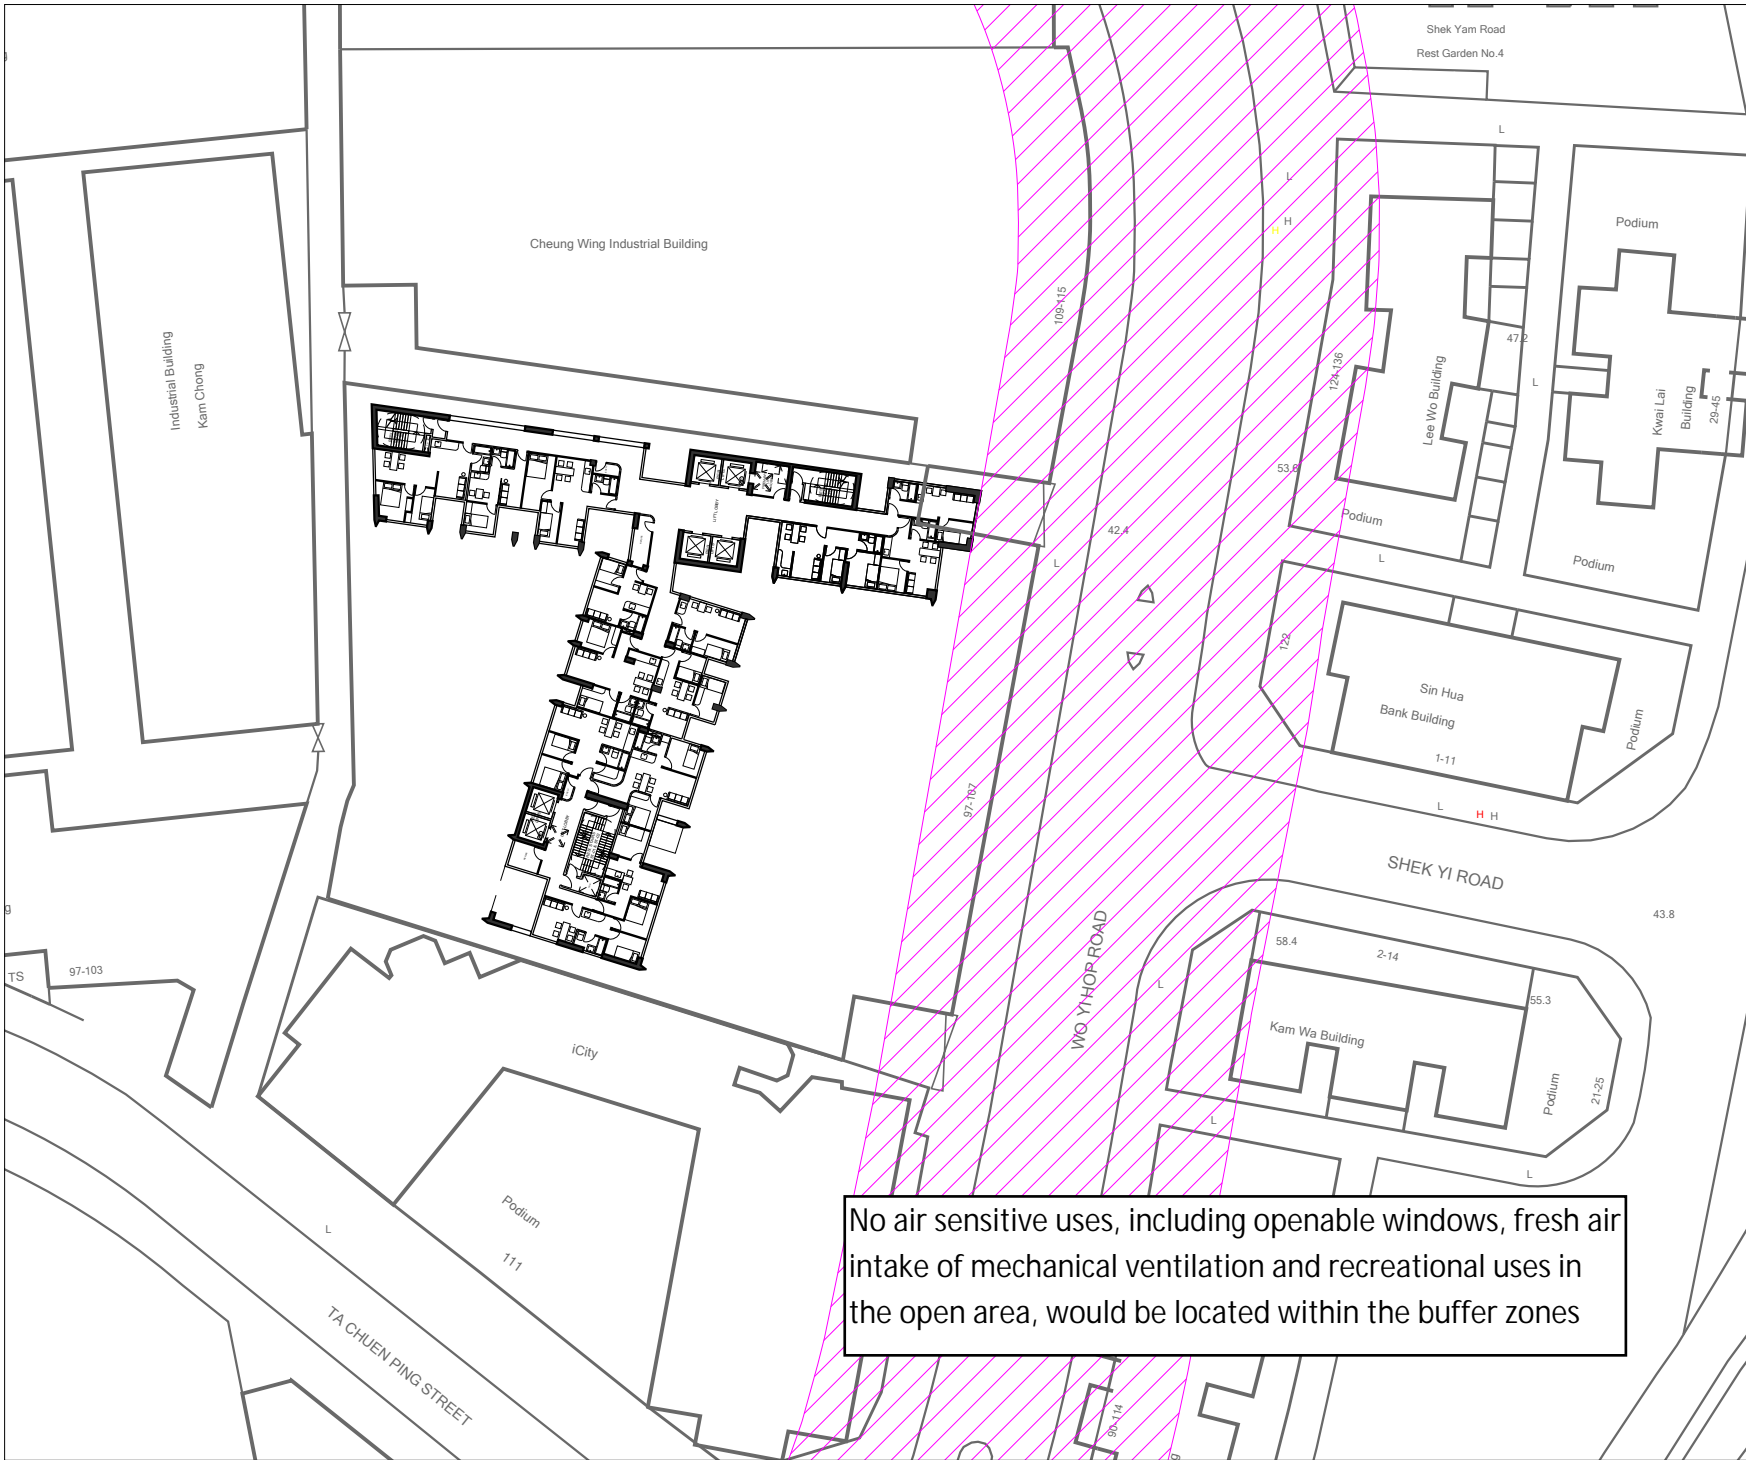 Shek Yam Road
Rest Garden No.4
L
L
H
H
Podium
Cheung Wing Industrial Building
109-115
Industrial Building
Kam Chong
47.2
124-136
L
Lee Wo Building
Kwai Lai
Building
29-45
53.6
Podium
42.4
L
L
Podium
LIFT LOBBY
122
Sin Hua
Bank Building
Podium
1-11
97-107
L
H H
SHEK YI ROAD
43.8
58.4
2-14
WO YI HOP ROAD
TS
97-103
L
55.3
Kam Wa Building
iCity
Podium
21-25
L
L
Podium
111
L
No air sensitive uses, including openable windows, fresh air
intake of mechanical ventilation and recreational uses in
the open area, would be located within the buffer zones
TA CHUEN PING STREET
90-114
g